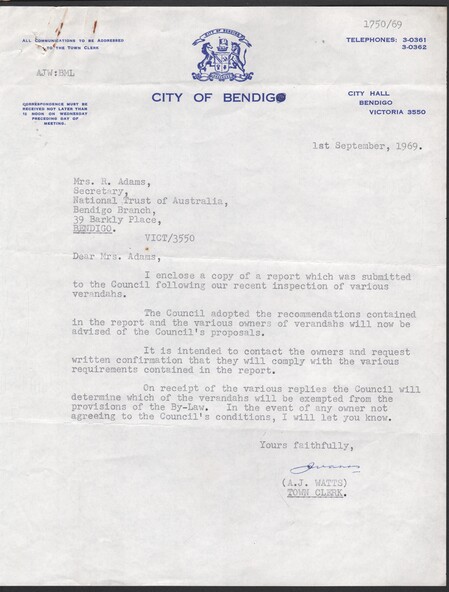 1750/69
ALL COMMUNICATIONS TO BE ADDRESSED
TO THE TOWN CLERK
TELEPHONES: 3-0361
3-0362
AJW:BML
CITY OF BENDIGO
CORRESPONDENCE MUST BE
RECEIVED NOT LATER THAN
12 NOON ON WEDNESDAY
PRECEDING DAY OF
MEETING.
CITY OF BENDIGO
CITY HALL
BENDIGO
VICTORIA 3550
1st September, 1969.
Mrs. R. Adams,
Secretary,
National Trust of Australia,
Bendigo Branch,
39 Barkly Place,
BENDIGO.
VICT/3550
Dear Mrs. Adams,
I enclose a copy of a report which was submitted
to the Council following our recent inspection of various
verandahs.
The Council adopted the recommendations contained
in the report and the various owners of verandahs will now be
advised of the Council's proposals.
It is intended to contact the owners and request
written confirmation that they will comply with the various
requirements contained in the report.
On receipt of the various replies the Council will
determine which of the verandahs will be exempted from the
provisions of the By-Law. In the event of any owner not
agreeing to the Council's conditions, I will let you know.
Yours faithfully,
(A.J. WATTS)
TOWN CLERK.